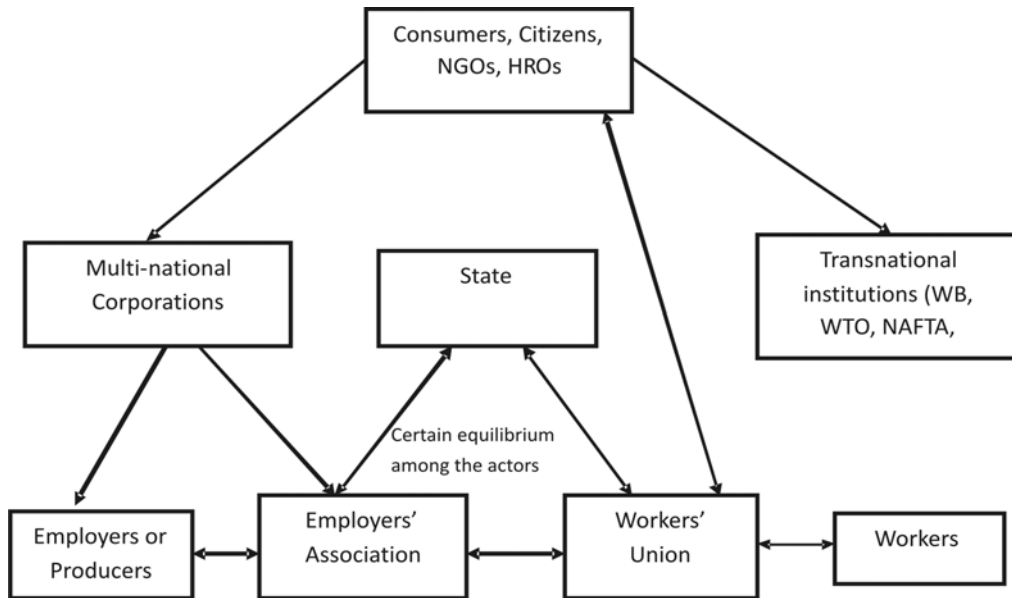 Consumers, Citizens,
NGOs, HROs
Multi-national
Corporations
State
Transnational
institutions (WB,
WTO, NAFTA,
Certain equilibrium
among the actors
Employers or
Producers
Employers’
Association
Workers’
Union
Workers